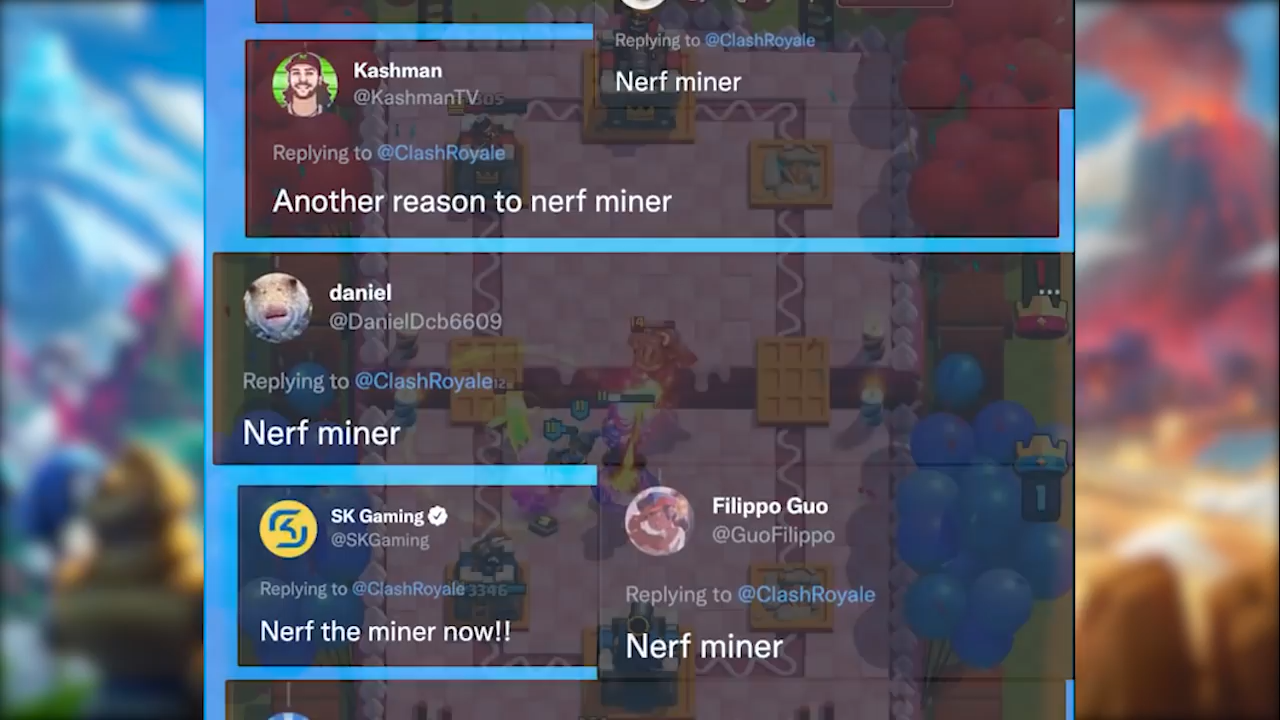 Replying to @ClashRoyale
Nerf miner
Kashman
@KashmanTV
Replying to @ClashRoyale
Another reason to nerf miner
daniel
@DanielDcb6609
Replying to @ClashRoyale
Nerf miner
SK Gaming
@SKGaming
Replying to @ClashRoyale
3346
Nerf the miner now!!
Filippo Guo
@GuoFilippo
Replying to @ClashRoyale
Nerf miner
1